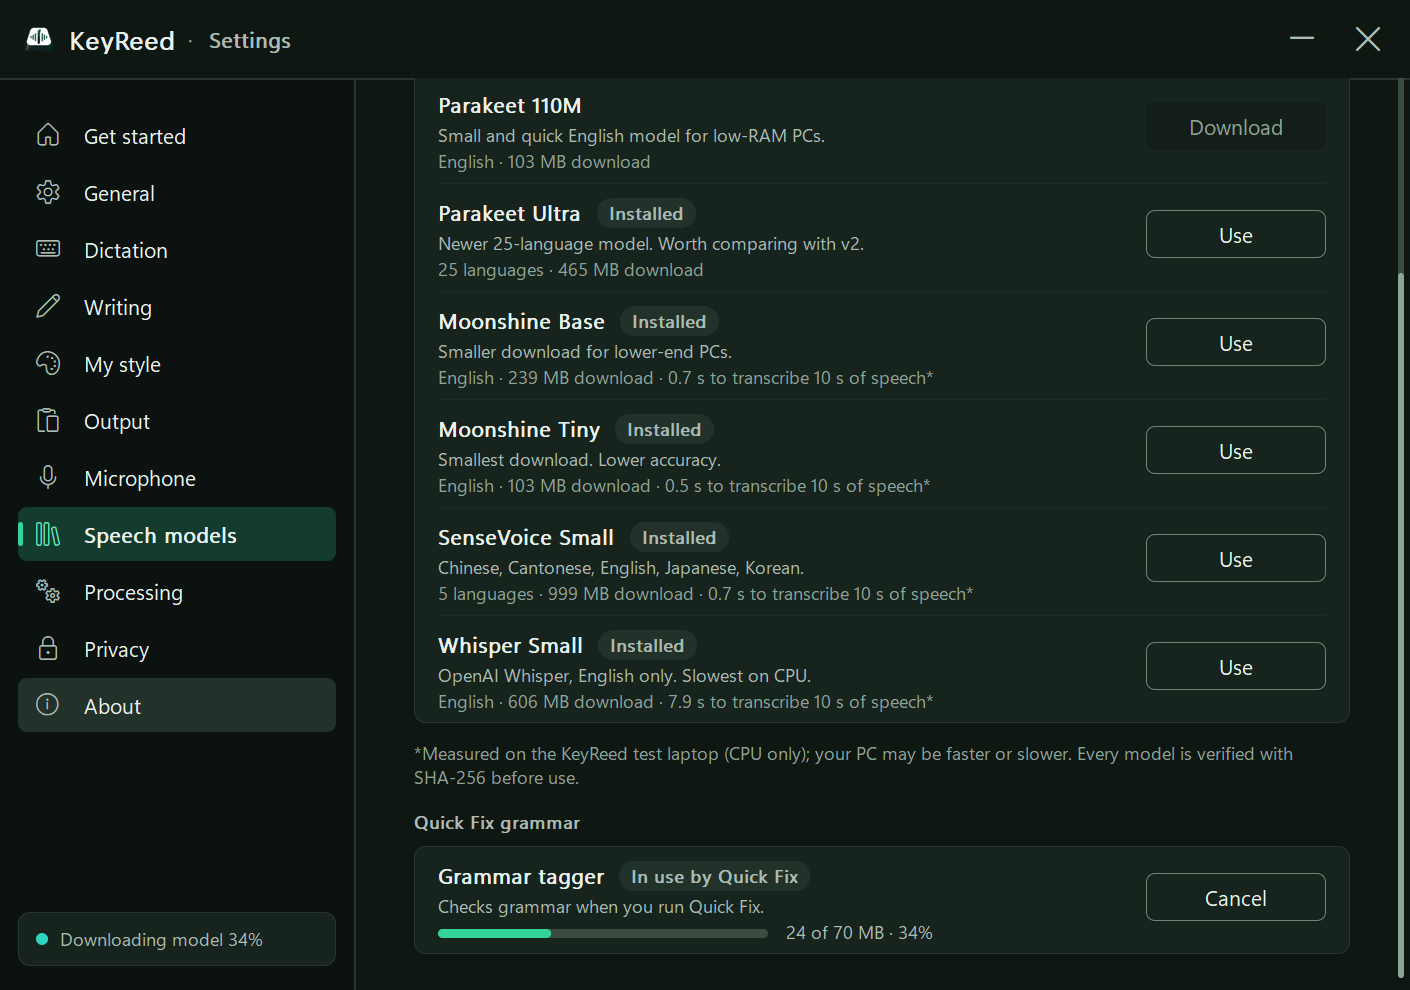 KeyReed · Settings
Get started
General
Dictation
Writing
My style
Output
Microphone
Speech models
Processing
Privacy
About
Downloading model 34%
Parakeet 110M
Small and quick English model for low-RAM PCs.
English · 103 MB download
Download
Parakeet Ultra Installed
Newer 25-language model. Worth comparing with v2.
25 languages · 465 MB download
Use
Moonshine Base Installed
Smaller download for lower-end PCs.
English · 239 MB download · 0.7 s to transcribe 10 s of speech*
Use
Moonshine Tiny Installed
Smallest download. Lower accuracy.
English · 103 MB download · 0.5 s to transcribe 10 s of speech*
Use
SenseVoice Small Installed
Chinese, Cantonese, English, Japanese, Korean.
5 languages · 999 MB download · 0.7 s to transcribe 10 s of speech*
Use
Whisper Small Installed
OpenAI Whisper, English only. Slowest on CPU.
English · 606 MB download · 7.9 s to transcribe 10 s of speech*
Use
*Measured on the KeyReed test laptop (CPU only); your PC may be faster or slower. Every model is verified with
SHA-256 before use.
Quick Fix grammar
Grammar tagger In use by Quick Fix
Checks grammar when you run Quick Fix.
24 of 70 MB · 34%
Cancel